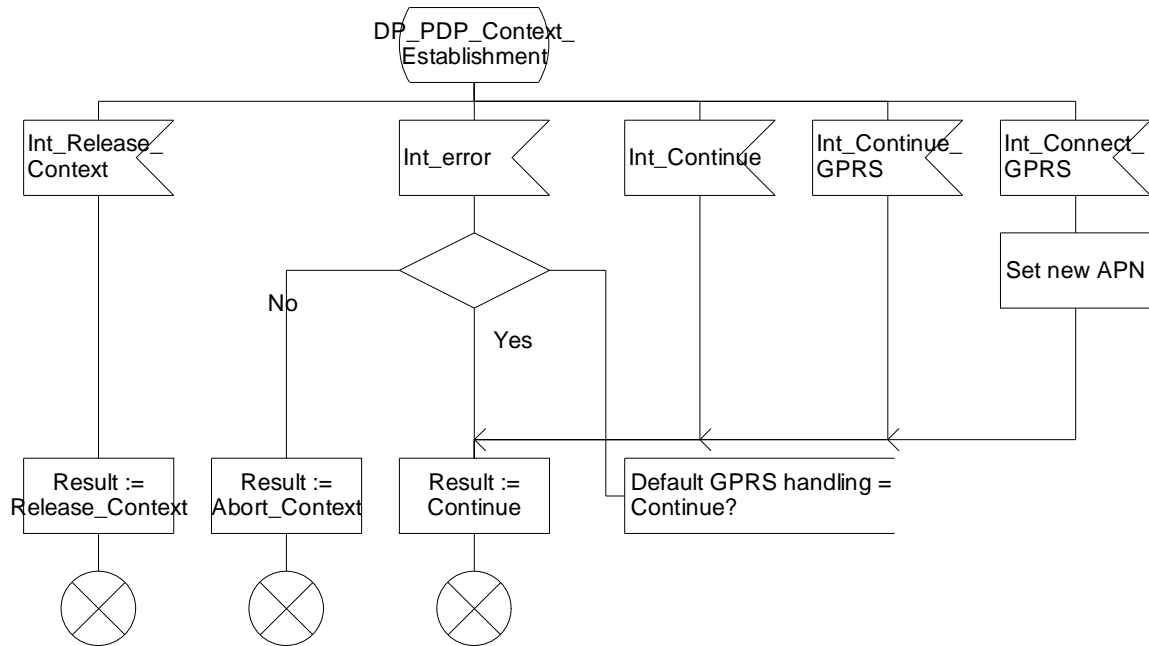 DP_PDP_Context_
Establishment
Int_Release_
Context
Int_error
Int_Continue
Int_Continue_
GPRS
Int_Connect_
GPRS
Set new APN
No
Yes
Result :=
Release_Context
Result :=
Abort_Context
Result :=
Continue
Default GPRS handling =
Continue?